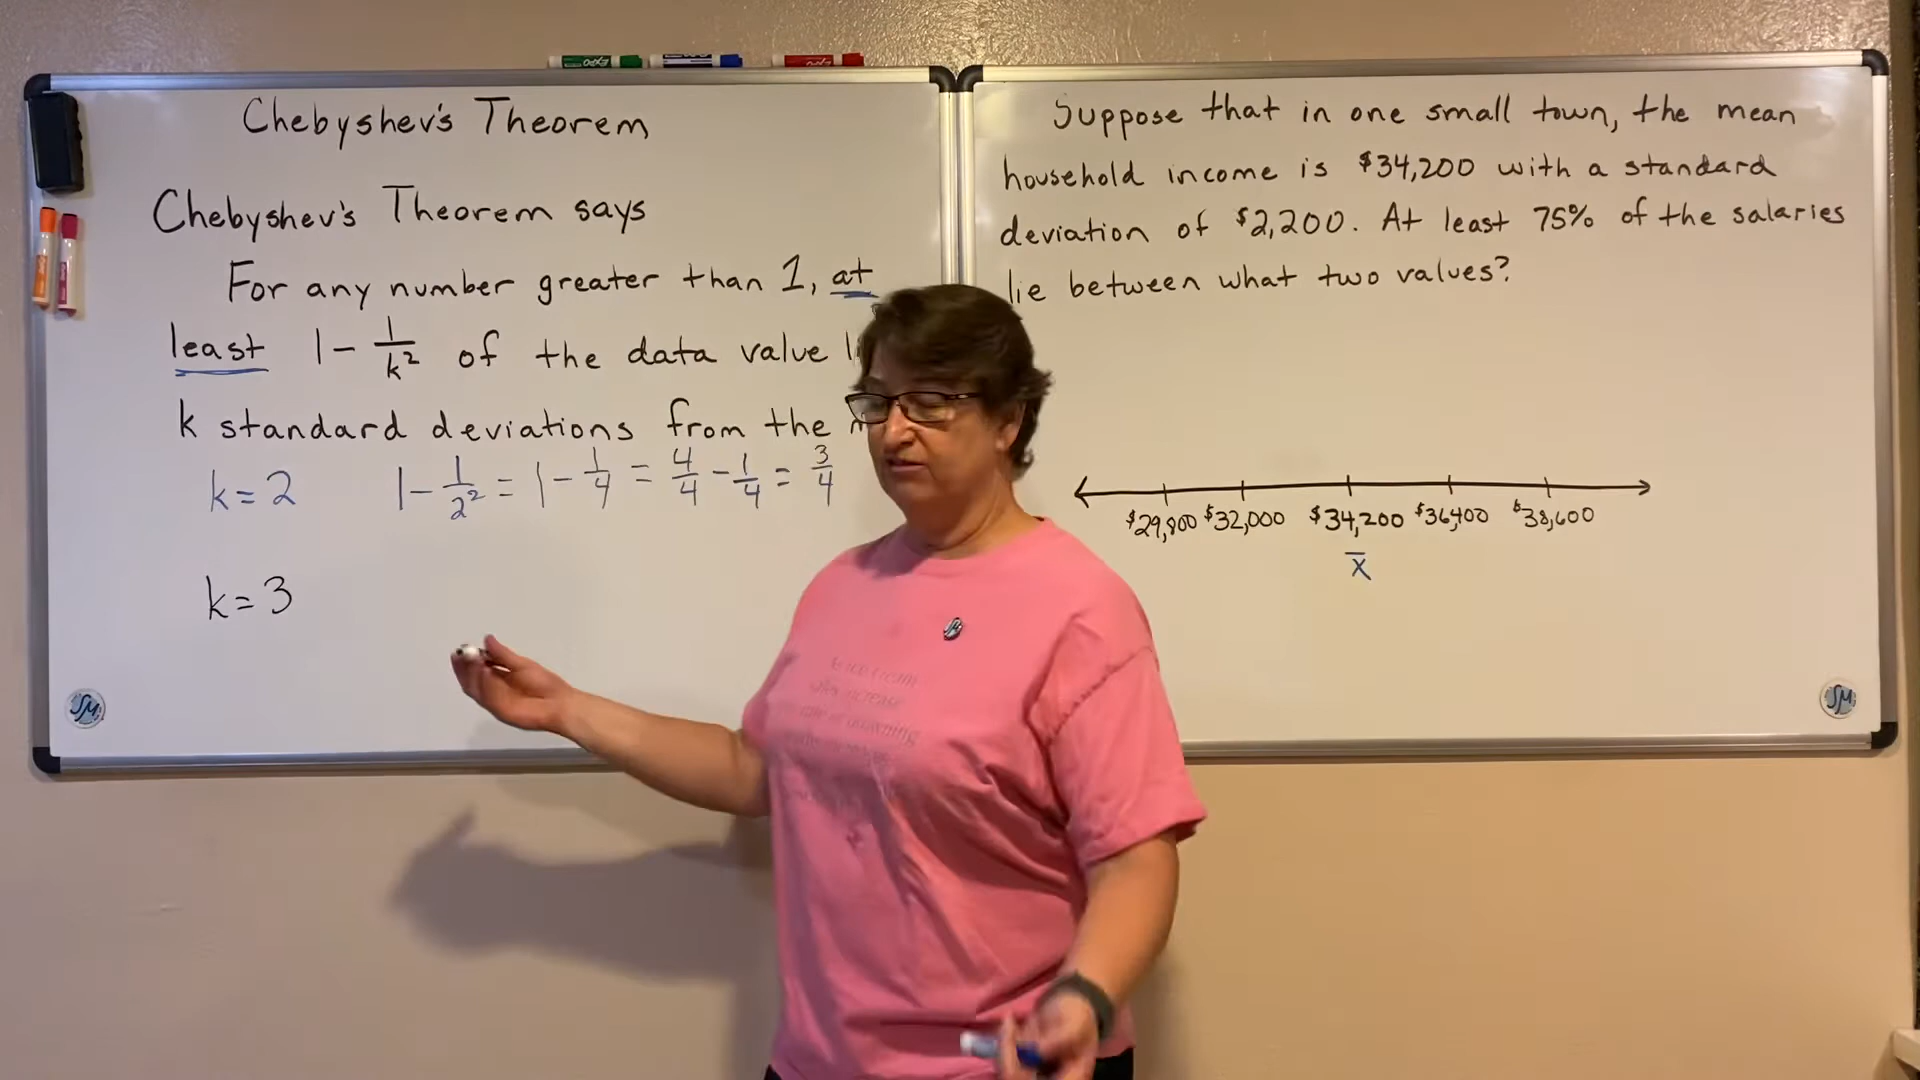 Chebyshev's Theorem
Chebyshev's Theorem says
For any number greater than 1, at
least 1 - 1/k² of the data value
k standard deviations from the
k = 2 1 - 1/2² = 1 - 1/4 = 4/4 - 1/4 = 3/4
k = 3
Suppose that in one small town, the mean
household income is $34,200 with a standard
deviation of $2,200. At least 75% of the salaries
lie between what two values?
$29,800 $32,000 $34,200 $36,400 $38,600
x̅
EXPO
SM
SM